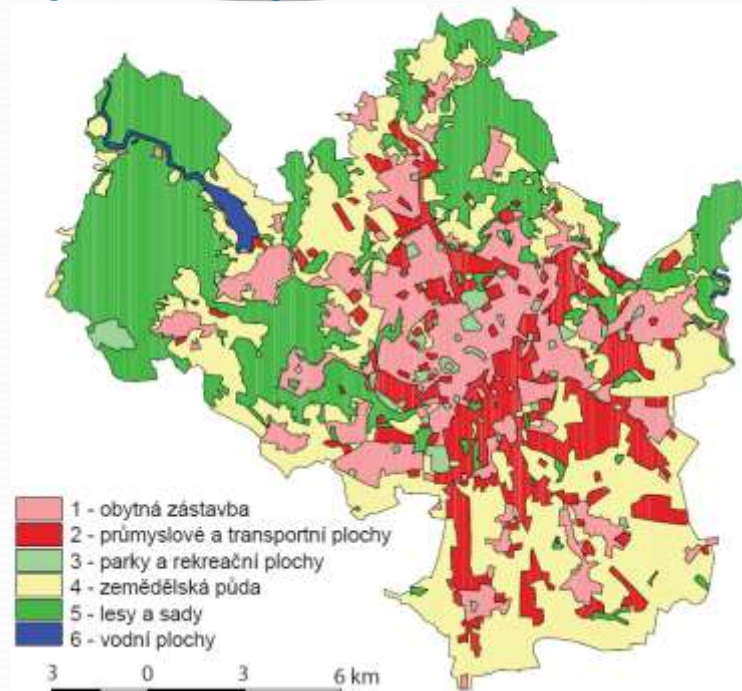 1 - obytná zástavba
2 - průmyslové a transportní plochy
3 - parky a rekreační plochy
4 - zemědělská půda
5 - lesy a sady
6 - vodní plochy
3 0 3 6 km